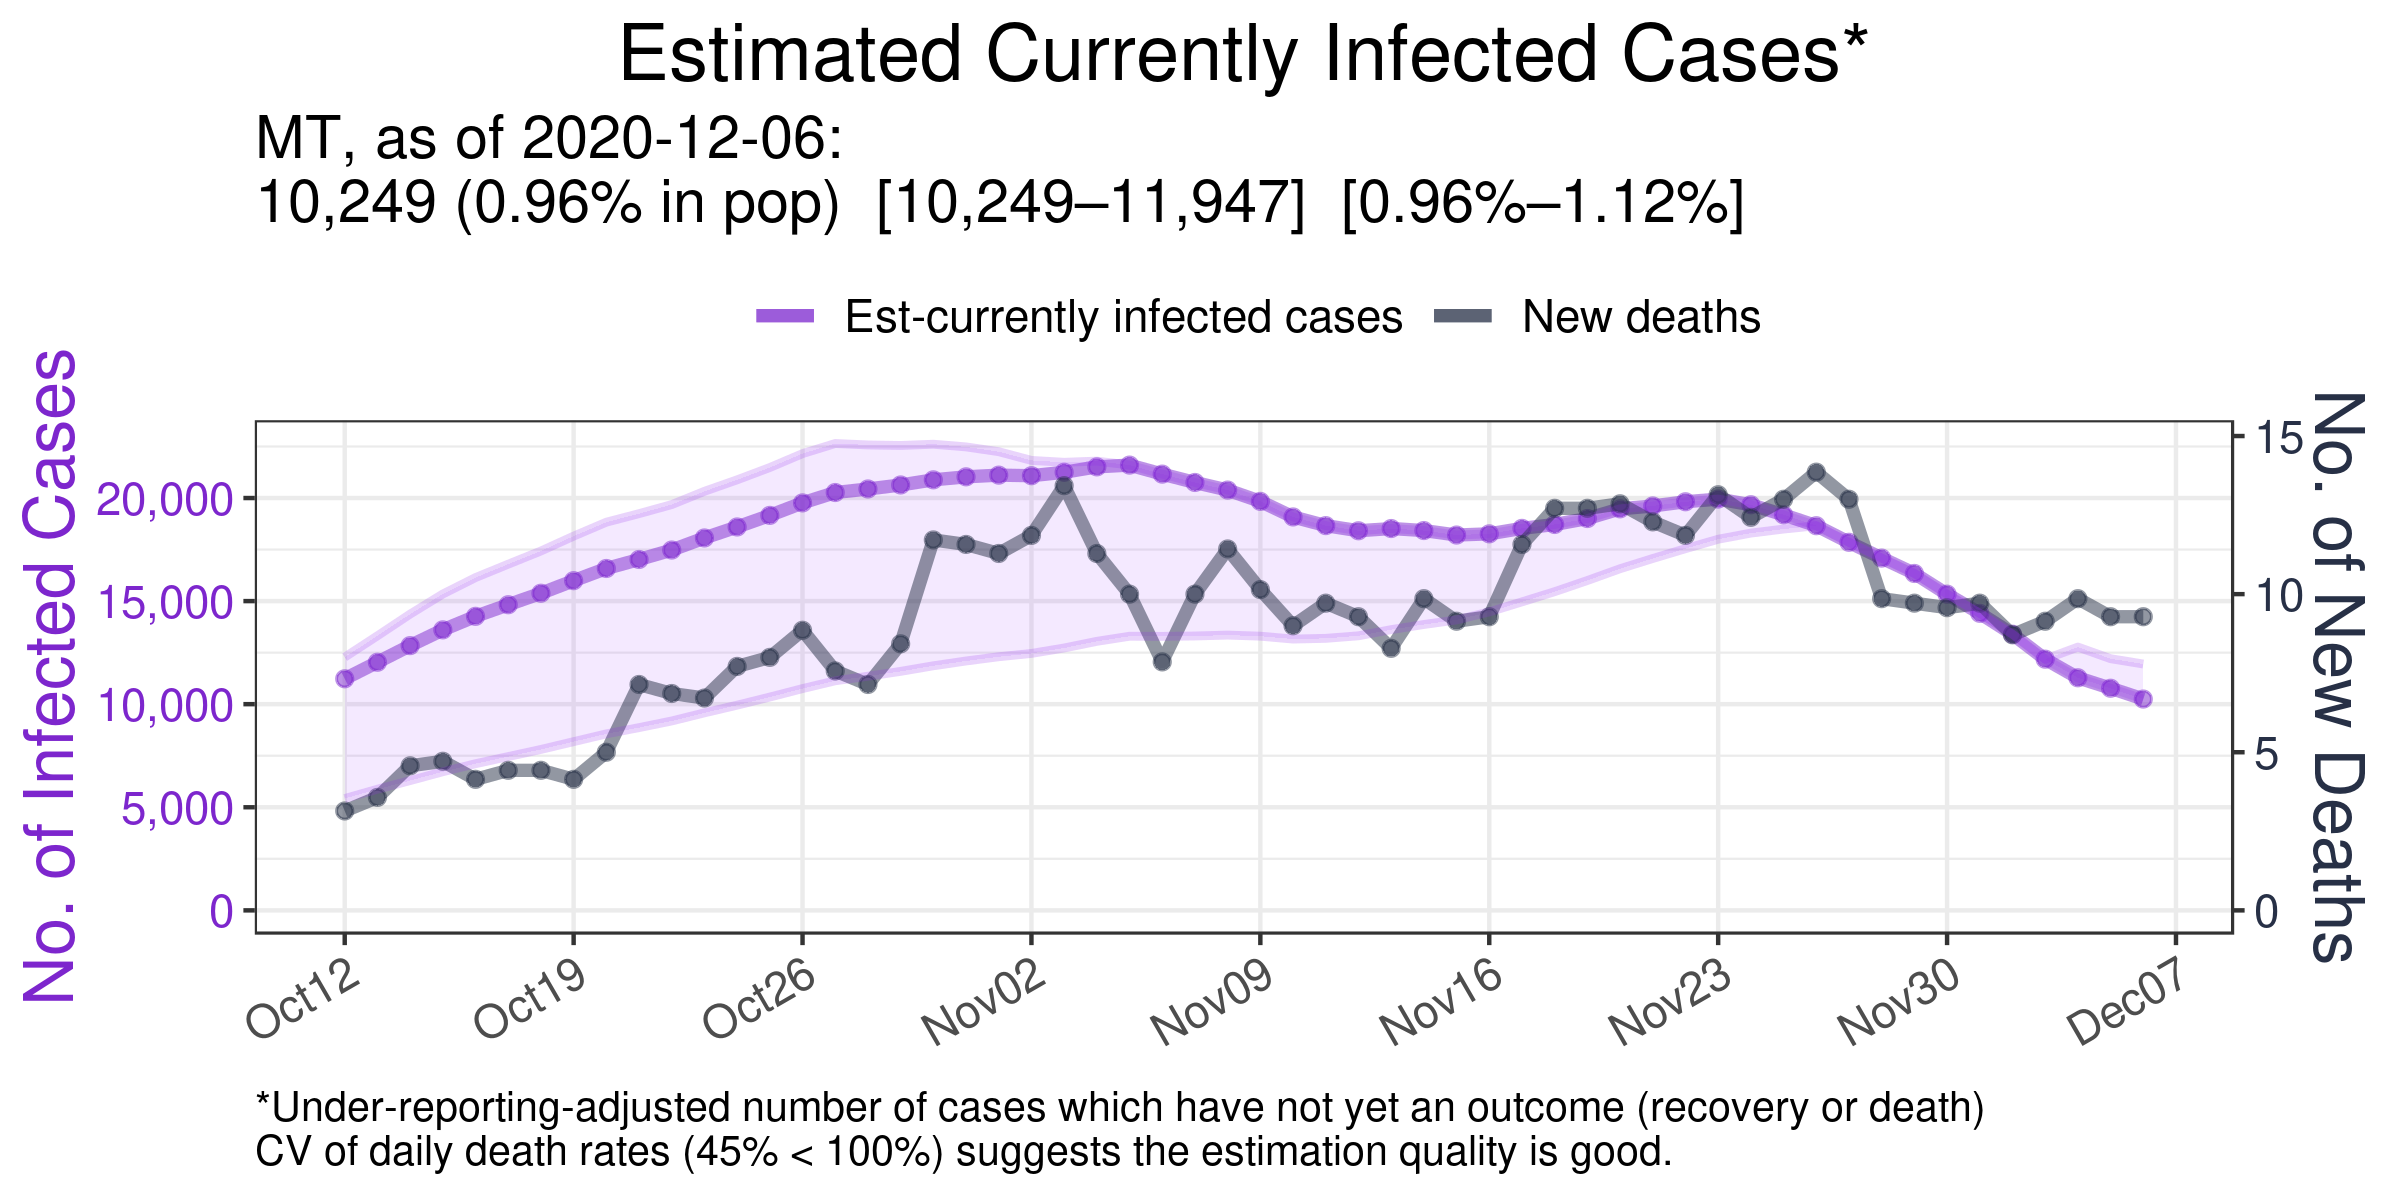 Estimated Currently Infected Cases*
MT, as of 2020-12-06:
10,249 (0.96% in pop)  [10,249–11,947]  [0.96%–1.12%]
Est-currently infected cases
New deaths
No. of Infected Cases
20,000
15,000
10,000
5,000
0
15
10
5
0
No. of New Deaths
Oct12
Oct19
Oct26
Nov02
Nov09
Nov16
Nov23
Nov30
Dec07
*Under-reporting-adjusted number of cases which have not yet an outcome (recovery or death)
CV of daily death rates (45% < 100%) suggests the estimation quality is good.